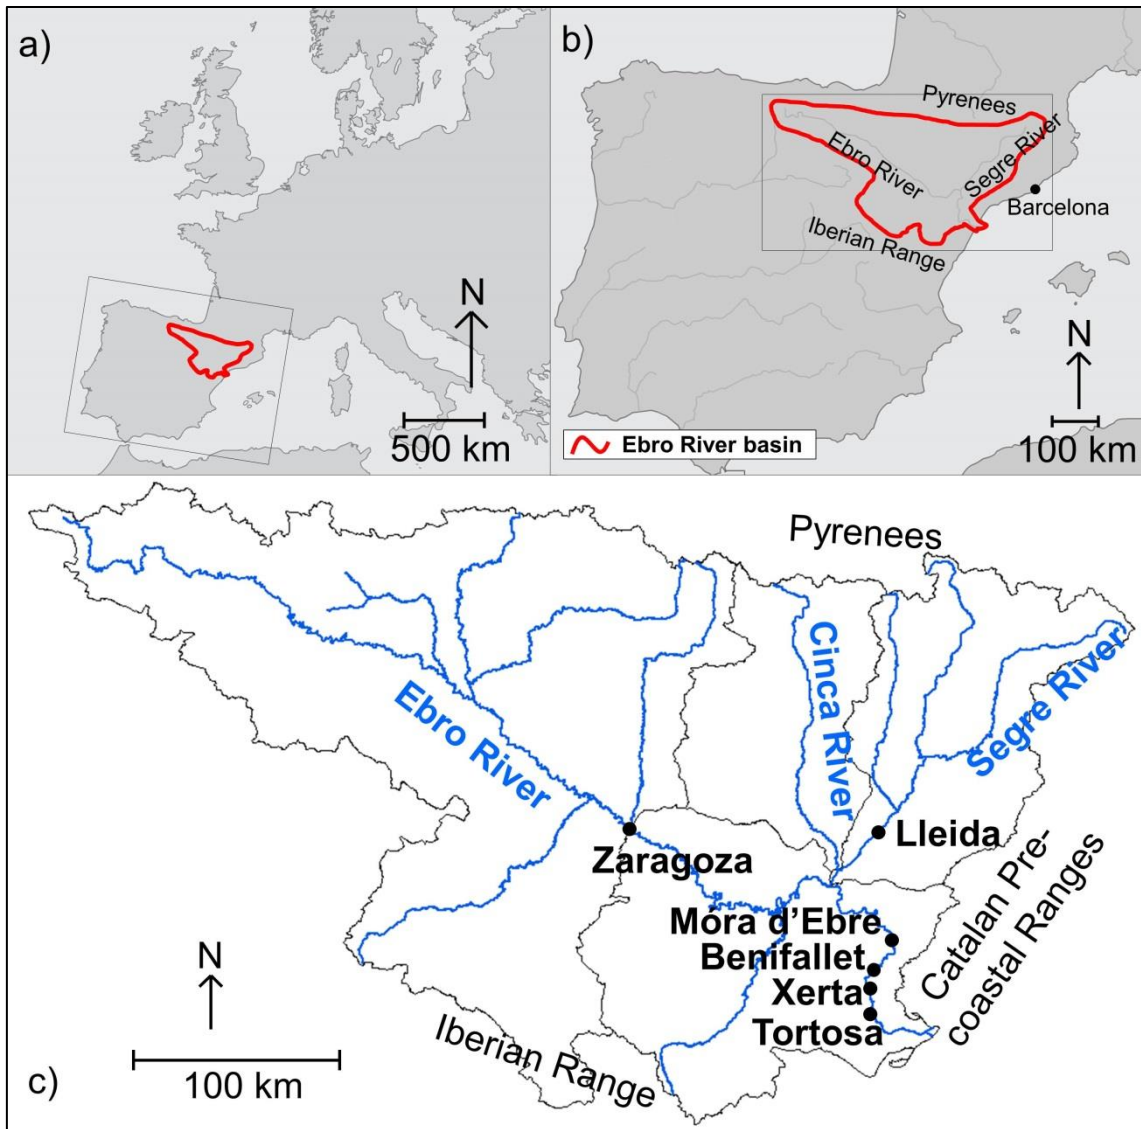 a)
N
500 km
b)
Pyrenees
Ebro River
Segre River
Barcelona
Iberian Range
N
Ebro River basin
100 km
Pyrenees
Cinca River
Segre River
Ebro River
Lleida
Zaragoza
Móra d'Ebre
Benifallet
Xerta
Tortosa
Catalan Pre-
coastal Ranges
N
Iberian Range
100 km
c)